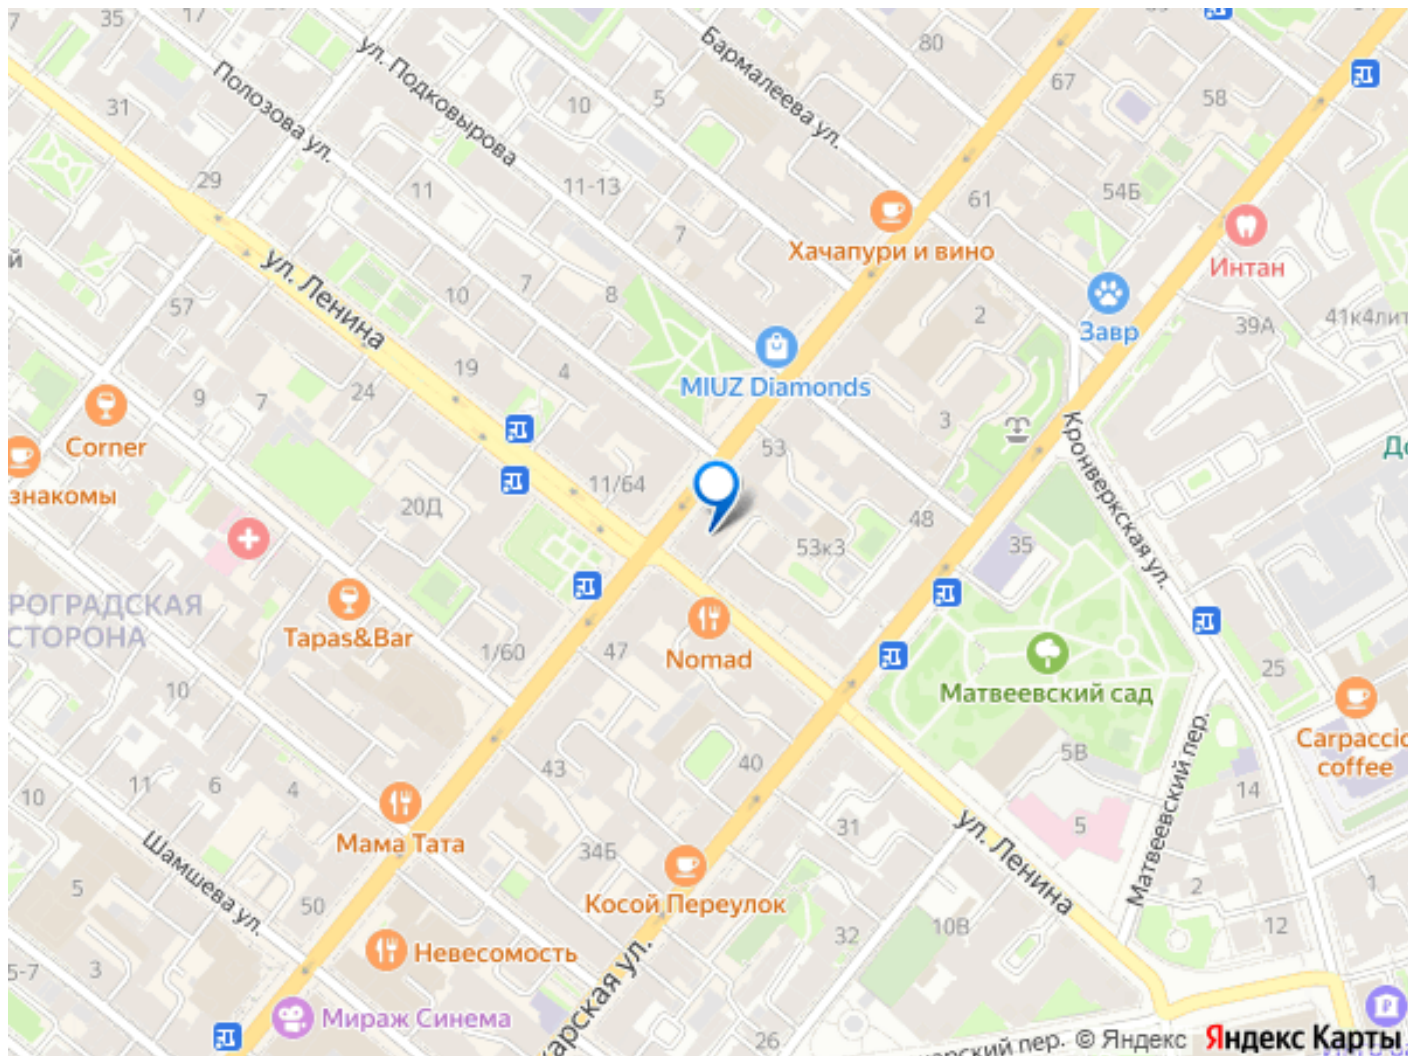 35
17
ул. Подковырова
Бармалеева ул.
80
67
58
Полозова ул.
31
10
5
29
11
11-13
61
54Б
7
Хачапури и вино
Интан
й
ул. Ленина
57
10
7
8
2
Завр
39А
41к4лит
19
4
MIUZ Diamonds
24
9
7
3
Corner
53
Кронверкская ул.
знакомы
11/64
20Д
48
53к3
35
РОГРАДСКАЯ
СТОРОНА
Tapas&Bar
1/60
47
Nomad
Матвеевский сад
25
10
Carpaccio
coffee
5В
Матвеевский пер.
43
40
11
6
4
10
14
Мама Тата
31
5
ул. Ленина
Шамшева ул.
34Б
5
50
Косой Переулок
2
1
10В
12
32
Невесомость
5-7
3
карская ул.
Мираж Синема
26
© Яндекс
Яндекс Карты